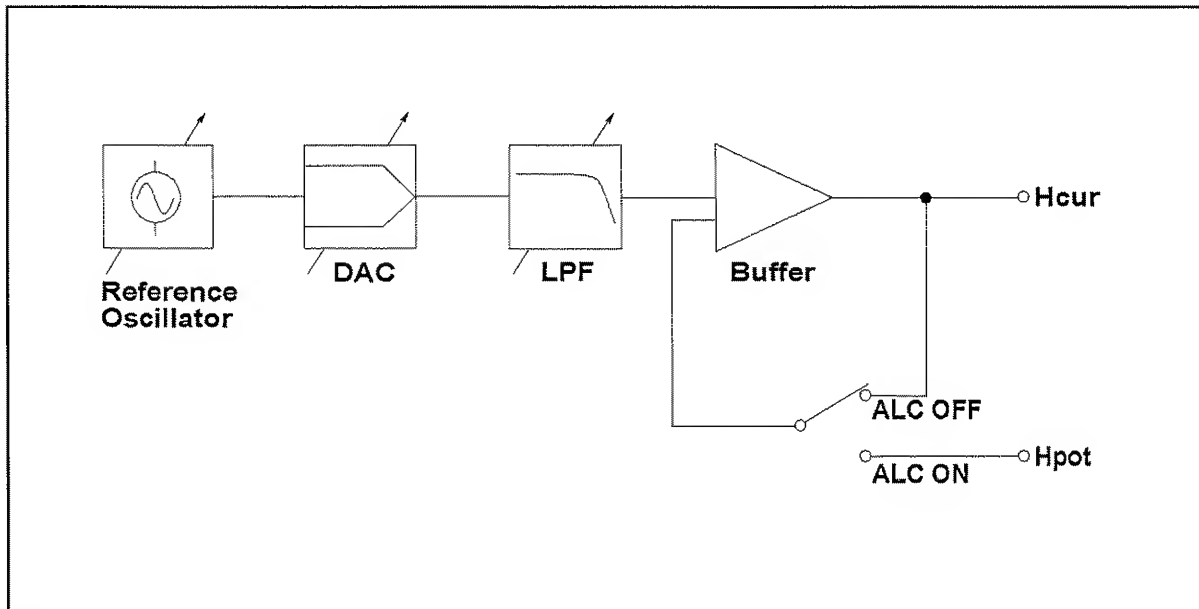 Reference
Oscillator
DAC
LPF
Buffer
Hcur
ALC OFF
ALC ON
Hpot